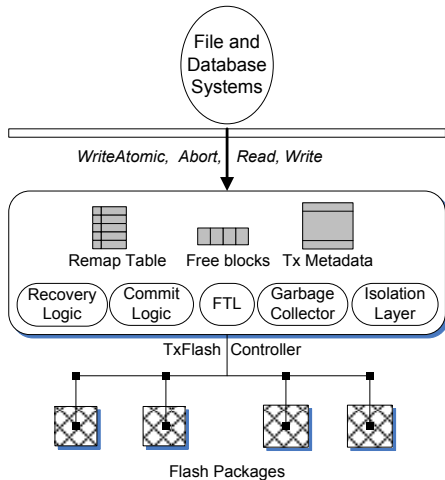 File and
Database
Systems
WriteAtomic, Abort, Read, Write
Remap Table Free blocks Tx Metadata
Recovery
Logic
Commit
Logic
FTL
Garbage
Collector
Isolation
Layer
TxFlash Controller
Flash Packages